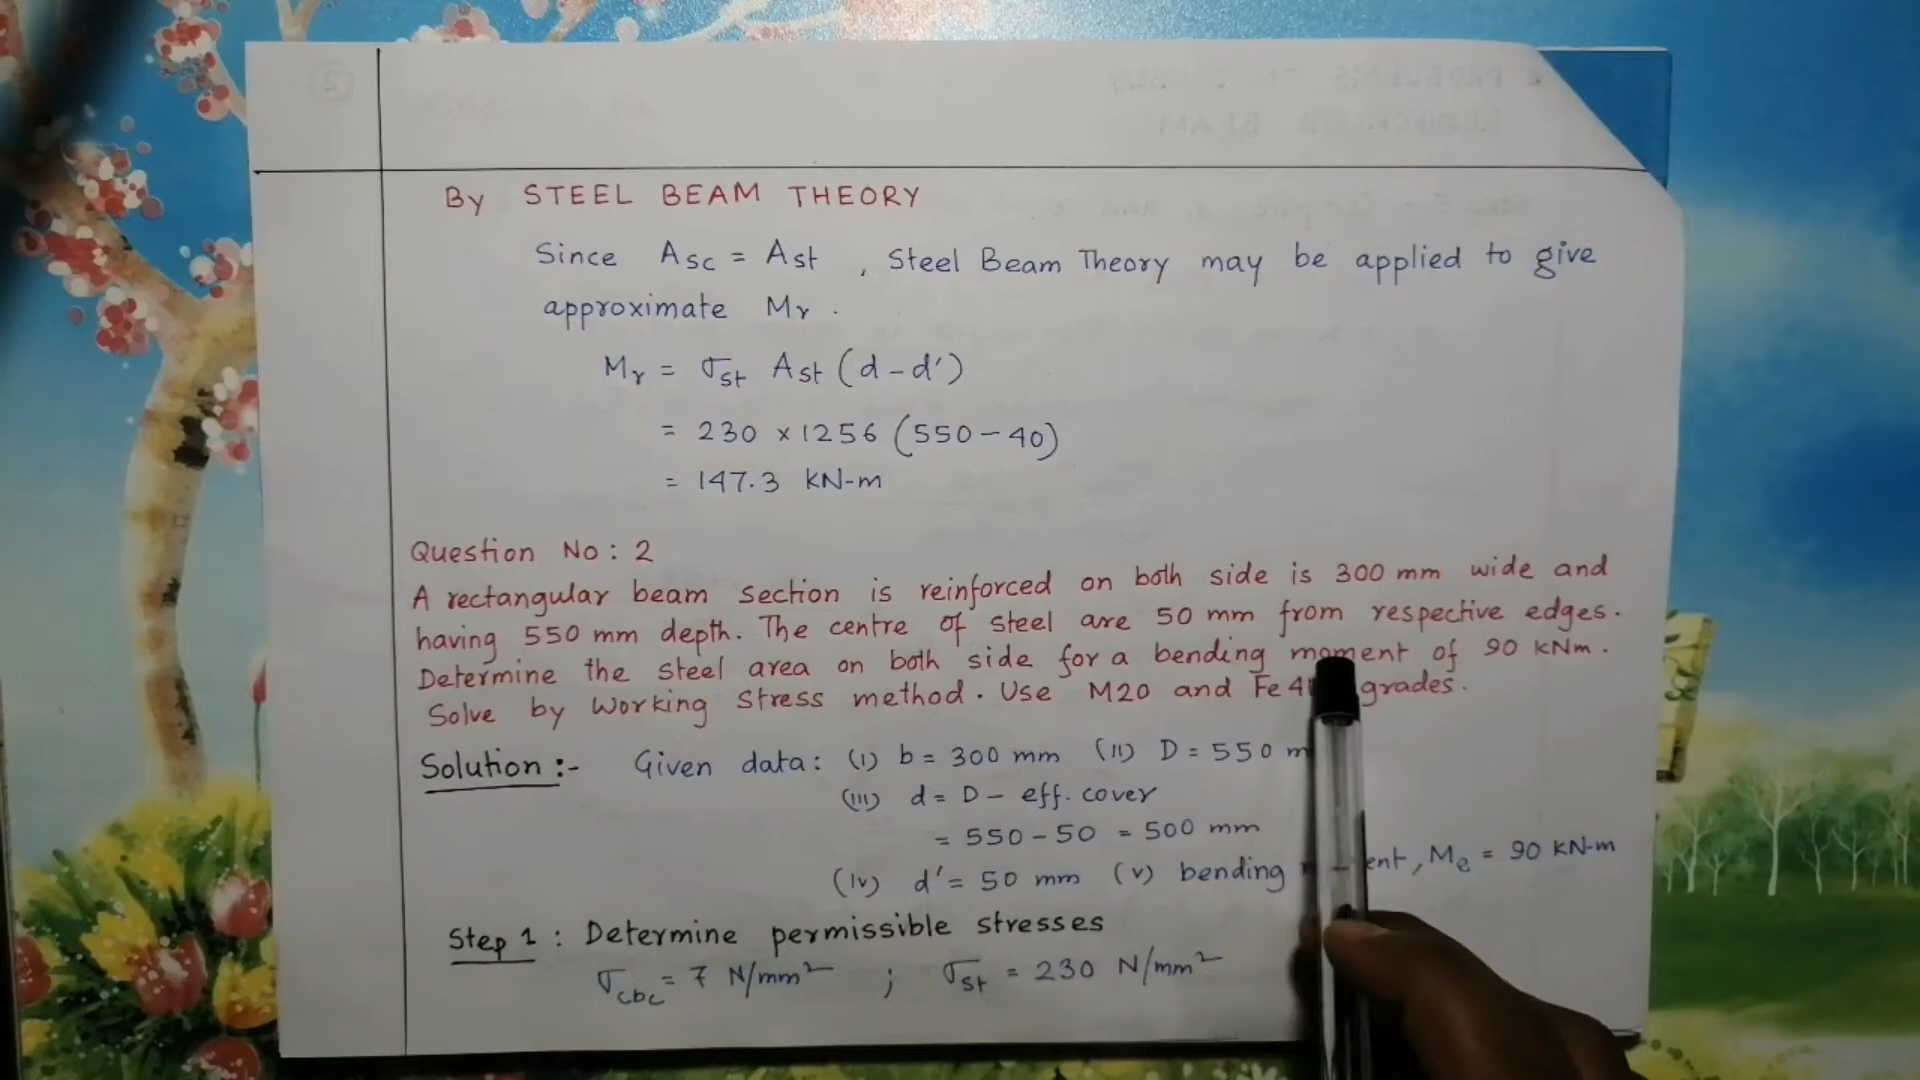 By STEEL BEAM THEORY
Since Asc = Ast , Steel Beam Theory may be applied to give
approximate Mr .
Mr = σst Ast (d-d')
= 230 ×1256 (550-40)
= 147.3 kN-m
Question No: 2
A rectangular beam section is reinforced on both side is 300 mm wide and
having 550 mm depth. The centre of steel are 50 mm from respective edges.
Determine the steel area on both side for a bending moment of 90 kNm.
Solve by Working Stress method. Use M20 and grades.
Solution :- Given data: (I) b = 300 mm (II) D = 550
(III) d = D - eff. cover
= 550-50 = 500 mm
(IV) d' = 50 mm (V) bending , Me = 90 kN-m
Step 1 : Determine permissible stresses
σcbc = 7 N/mm² ; σst = 230 N/mm²